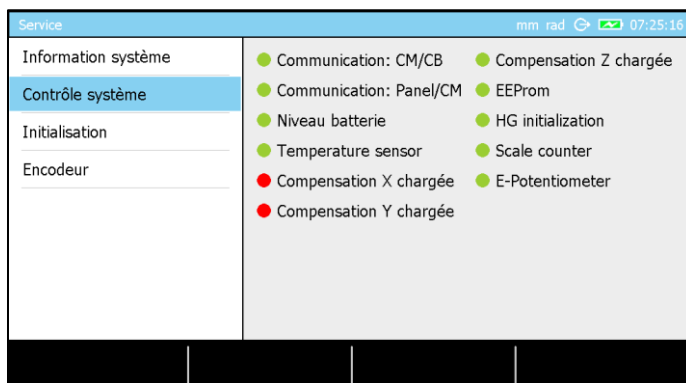 Service mm rad 07:25:16
Information système
Contrôle système
Initialisation
Encodeur
Communication: CM/CB
Communication: Panel/CM
Niveau batterie
Temperature sensor
Compensation X chargée
Compensation Y chargée
Compensation Z chargée
EEProm
HG initialization
Scale counter
E-Potentiometer